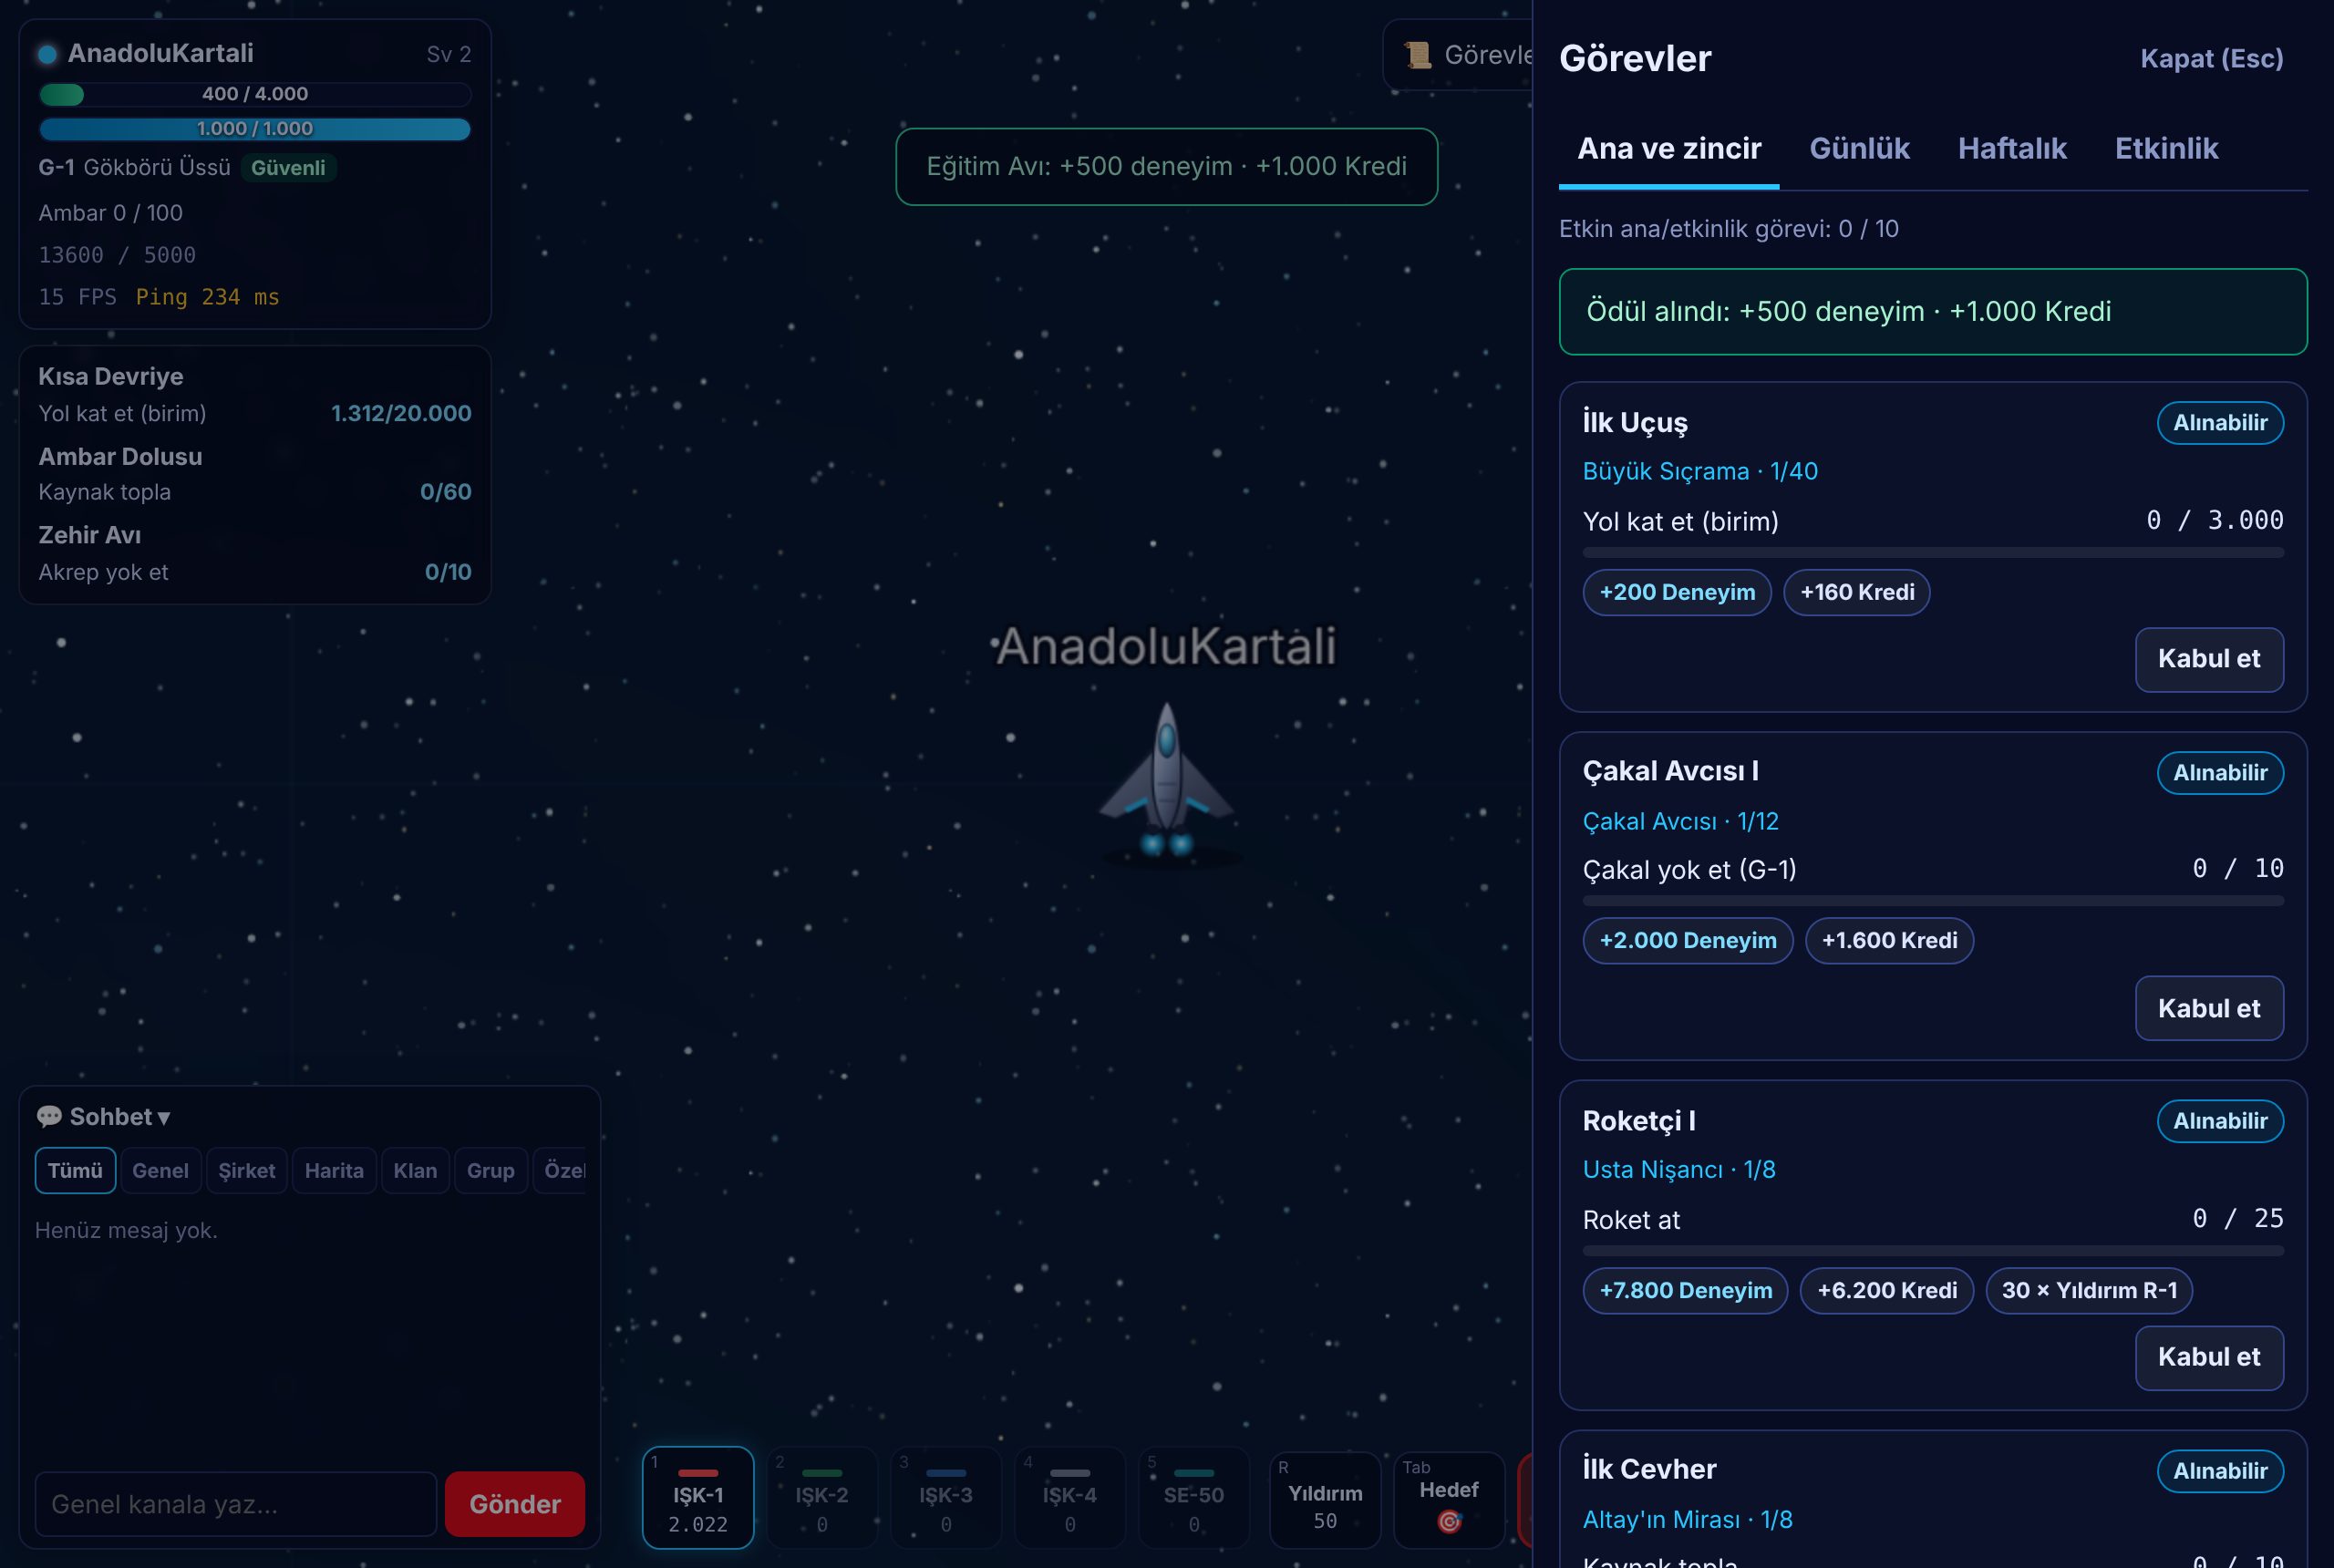 AnadoluKartali Sv 2
400 / 4.000
1.000 / 1.000
G-1 Gökbörü Üssü Güvenli
Ambar 0 / 100
13600 / 5000
15 FPS Ping 234 ms
Kısa Devriye
Yol kat et (birim) 1.312/20.000
Ambar Dolusu
Kaynak topla 0/60
Zehir Avı
Akrep yok et 0/10
Eğitim Avı: +500 deneyim · +1.000 Kredi
AnadoluKartali
Sohbet ▾
Tümü Genel Şirket Harita Klan Grup Özel
Henüz mesaj yok.
Genel kanala yaz... Gönder
1 IŞK-1 2.022
2 IŞK-2 0
3 IŞK-3 0
4 IŞK-4 0
5 SE-50 0
R Yıldırım 50
Tab Hedef
Görevle
Görevler Kapat (Esc)
Ana ve zincir Günlük Haftalık Etkinlik
Etkin ana/etkinlik görevi: 0 / 10
Ödül alındı: +500 deneyim · +1.000 Kredi
İlk Uçuş Alınabilir
Büyük Sıçrama · 1/40
Yol kat et (birim) 0 / 3.000
+200 Deneyim +160 Kredi
Kabul et
Çakal Avcısı I Alınabilir
Çakal Avcısı · 1/12
Çakal yok et (G-1) 0 / 10
+2.000 Deneyim +1.600 Kredi
Kabul et
Roketçi I Alınabilir
Usta Nişancı · 1/8
Roket at 0 / 25
+7.800 Deneyim +6.200 Kredi 30 × Yıldırım R-1
Kabul et
İlk Cevher Alınabilir
Altay'ın Mirası · 1/8
Kaynak topla 0 / 10